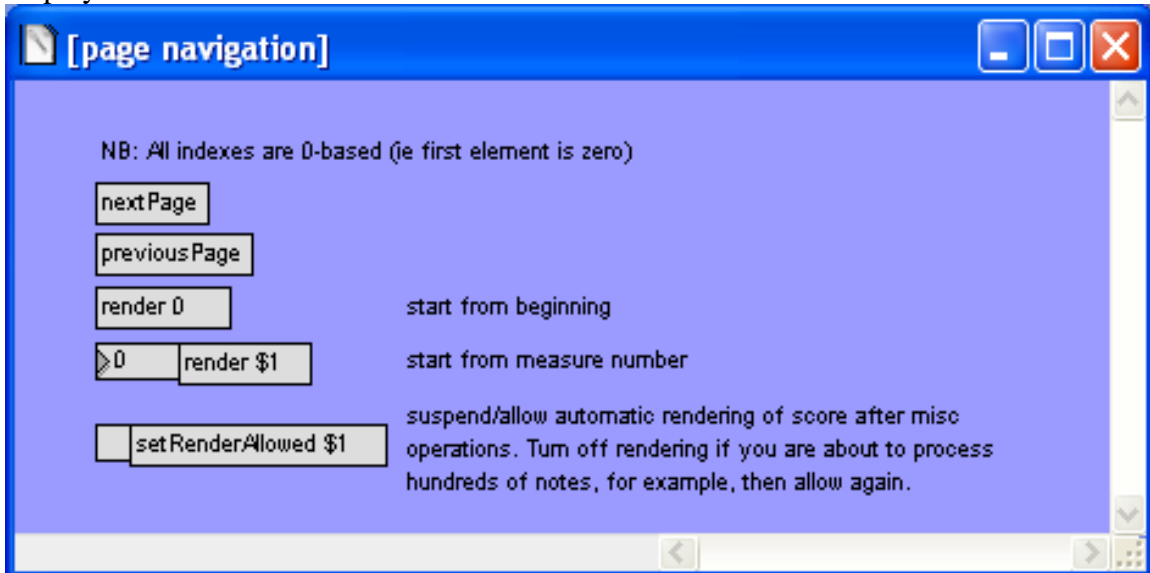 [page navigation]
NB: All indexes are 0-based (ie first element is zero)
nextPage
previousPage
render 0
start from beginning
0
render $1
start from measure number
setRenderAllowed $1
suspend/allow automatic rendering of score after misc
operations. Turn off rendering if you are about to process
hundreds of notes, for example, then allow again.